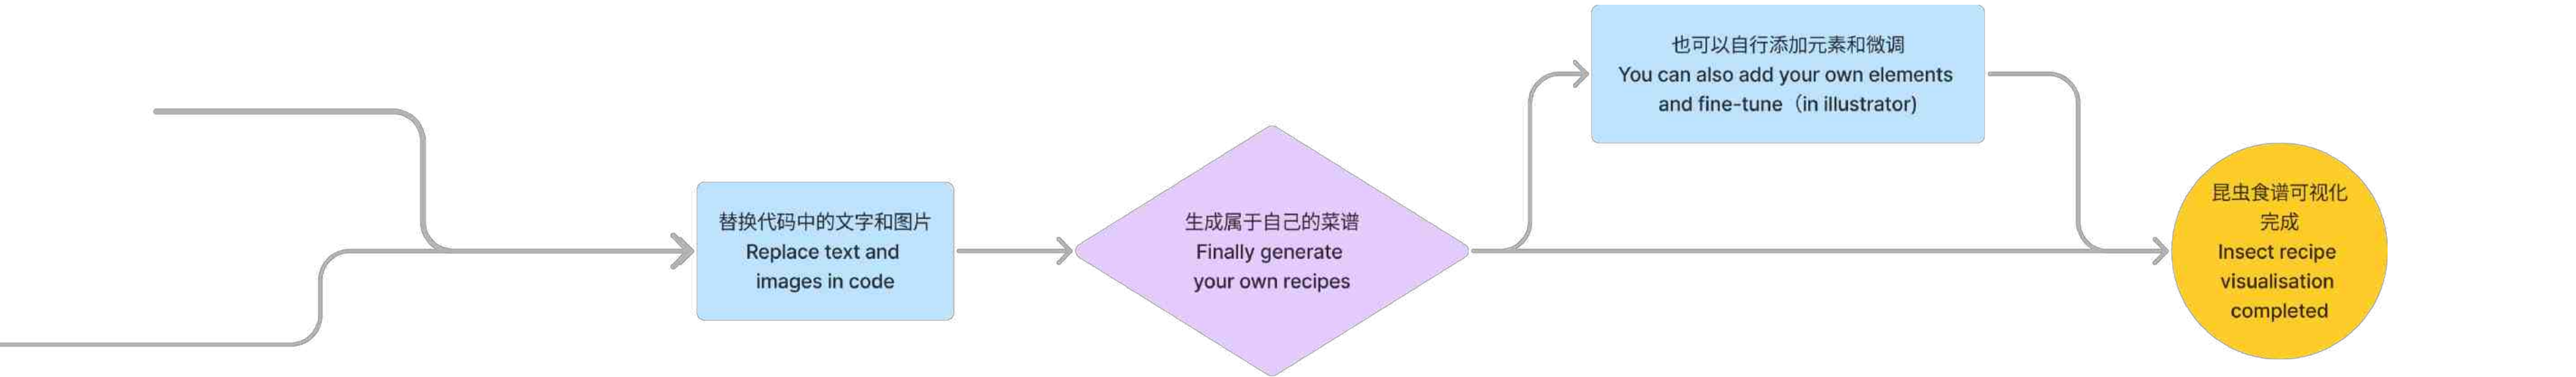 替换代码中的文字和图片
Replace text and
images in code
生成属于自己的菜谱
Finally generate
your own recipes
也可以自行添加元素和微调
You can also add your own elements
and fine-tune（in illustrator)
昆虫食谱可视化
完成
Insect recipe
visualisation
completed